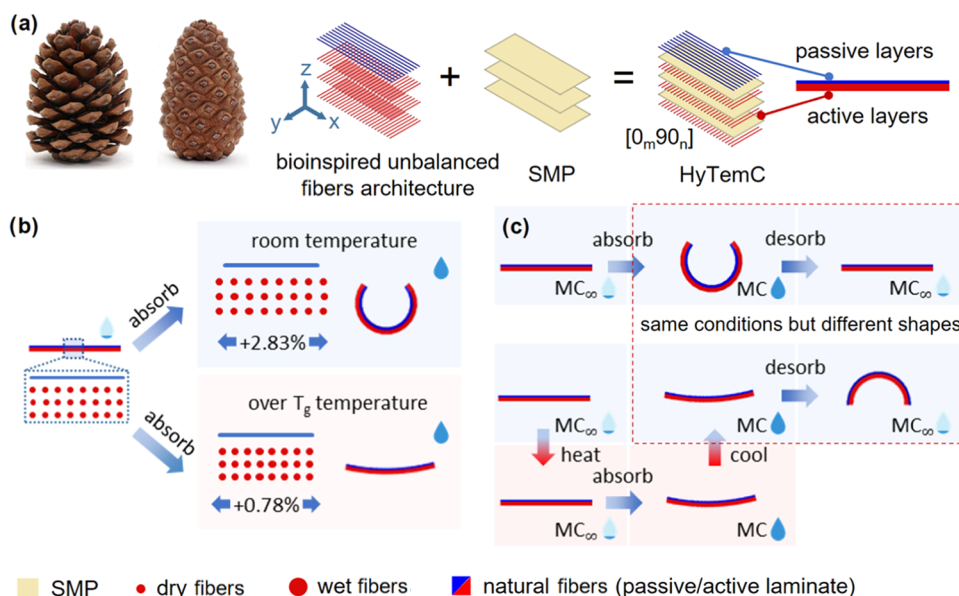 (a)
z
y
x
+
=
passive layers
active layers
[0ₘ90ₙ]
bioinspired unbalanced
fibers architecture
SMP
HyTemC
(b)
absorb
absorb
room temperature
+2.83%
over Tg temperature
+0.78%
(c)
absorb
desorb
MC∞
MC
MC∞
same conditions but different shapes
desorb
MC∞
MC
MC∞
heat
cool
absorb
MC∞
MC
SMP
dry fibers
wet fibers
natural fibers (passive/active laminate)